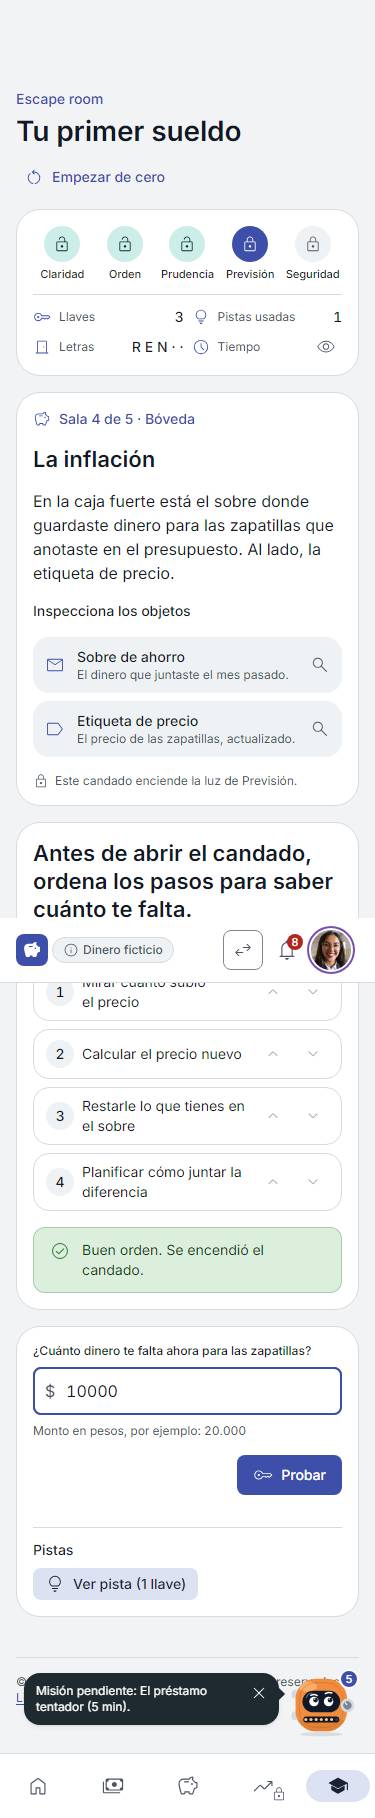 Escape room
Tu primer sueldo
Empezar de cero
Claridad Orden Prudencia Previsión Seguridad
Llaves 3 Pistas usadas 1
Letras R E N · · Tiempo
Sala 4 de 5 · Bóveda
La inflación
En la caja fuerte está el sobre donde
guardaste dinero para las zapatillas que
anotaste en el presupuesto. Al lado, la
etiqueta de precio.
Inspecciona los objetos
Sobre de ahorro
El dinero que juntaste el mes pasado.
Etiqueta de precio
El precio de las zapatillas, actualizado.
Este candado enciende la luz de Previsión.
Antes de abrir el candado,
ordena los pasos para saber
cuánto te falta.
Dinero ficticio 8
1 Mirar cuánto subió
el precio
2 Calcular el precio nuevo
3 Restarle lo que tienes en
el sobre
4 Planificar cómo juntar la
diferencia
Buen orden. Se encendió el
candado.
¿Cuánto dinero te falta ahora para las zapatillas?
$ 10000
Monto en pesos, por ejemplo: 20.000
Probar
Pistas
Ver pista (1 llave)
©
5
Misión pendiente: El préstamo
tentador (5 min).